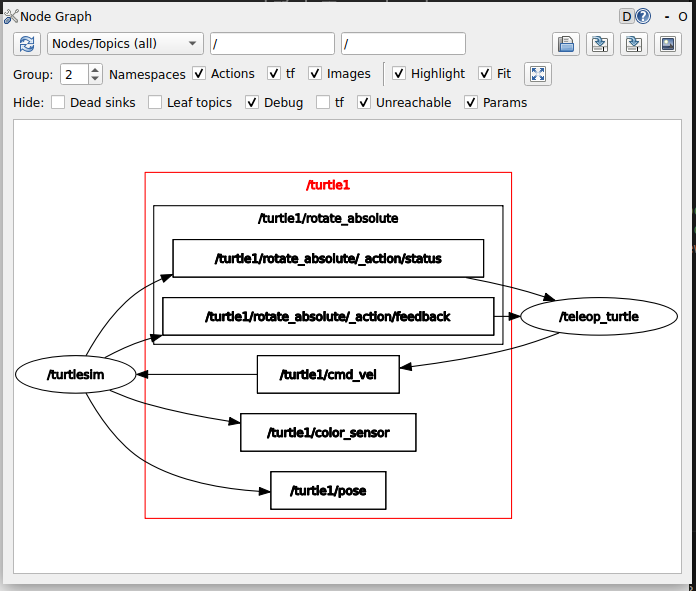 Node Graph D ? - O
Nodes/Topics (all) / /
Group: 2 Namespaces Actions tf Images Highlight Fit
Hide: Dead sinks Leaf topics Debug tf Unreachable Params
/turtle1
/turtle1/rotate_absolute
/turtle1/rotate_absolute/_action/status
/turtle1/rotate_absolute/_action/feedback
/teleop_turtle
/turtlesim
/turtle1/cmd_vel
/turtle1/color_sensor
/turtle1/pose